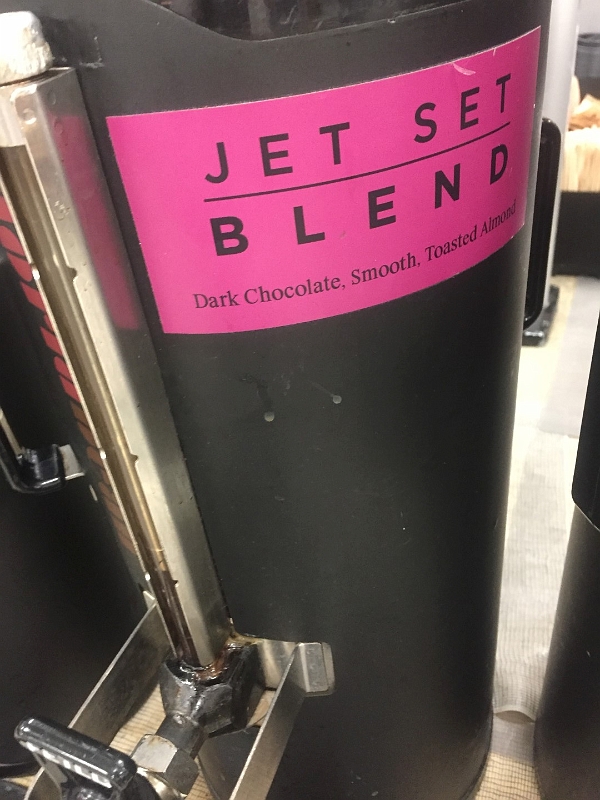 JET SET
BLEND
Dark Chocolate, Smooth, Toasted Almond